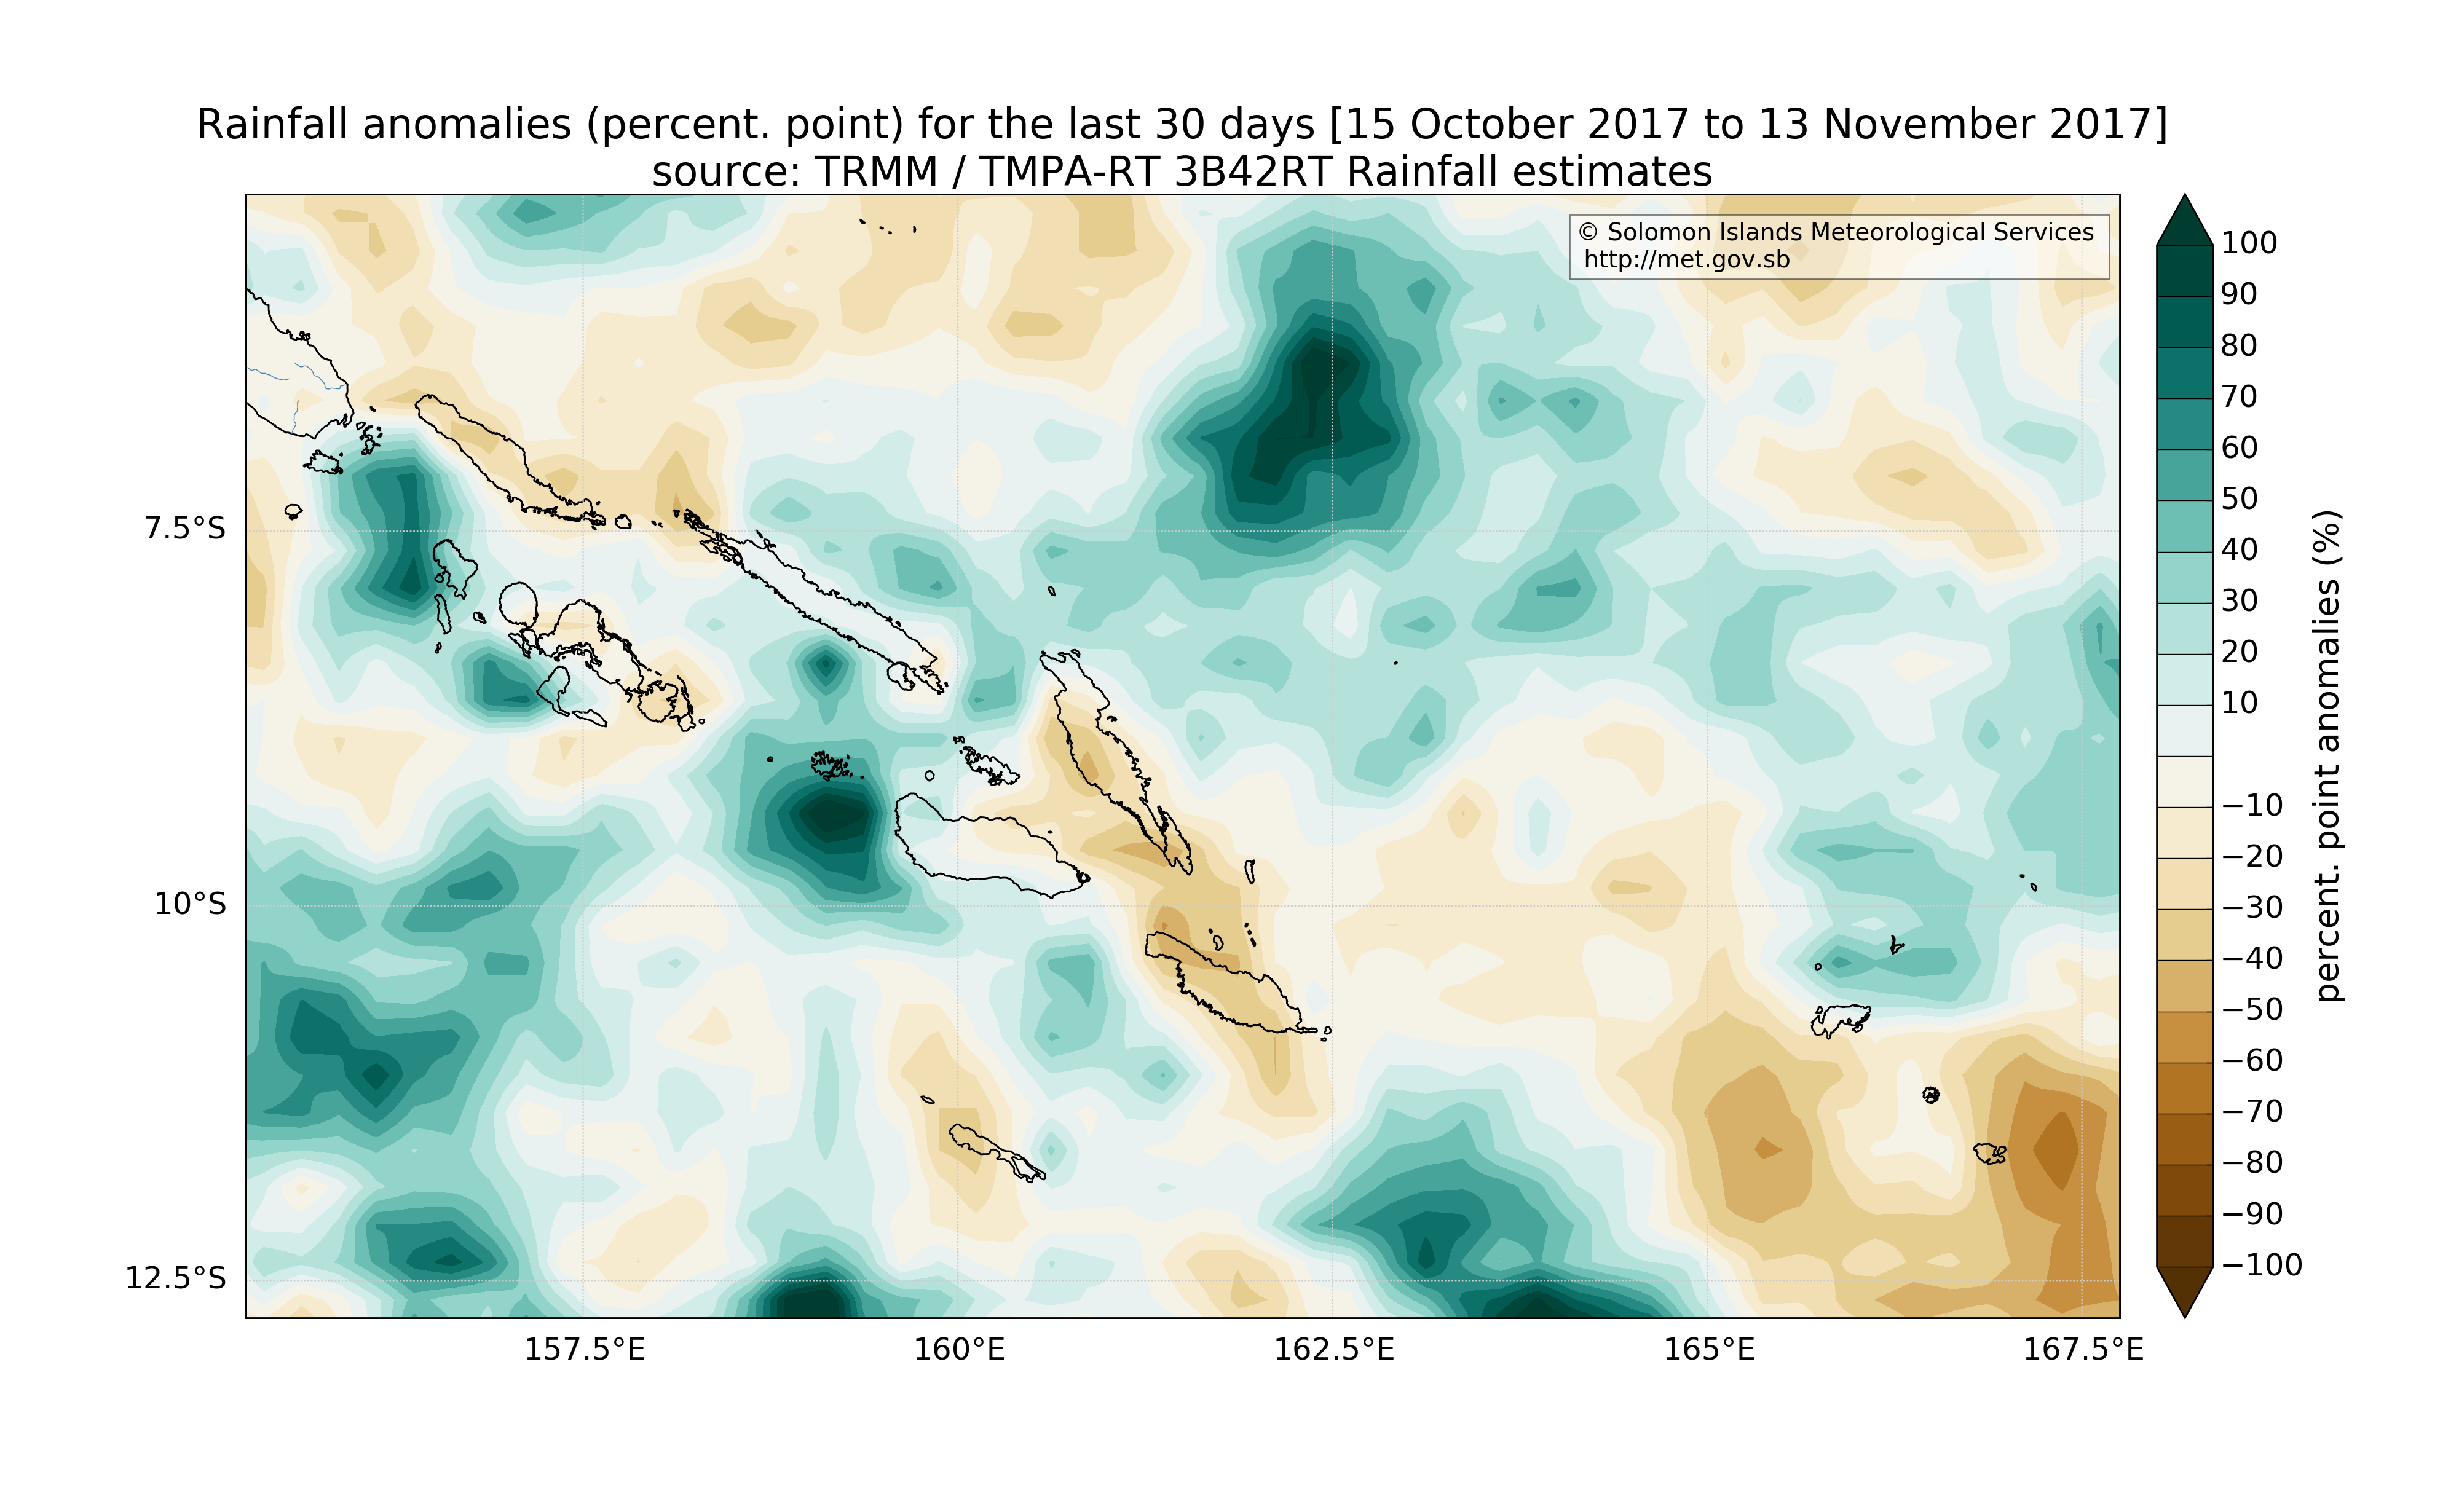 Rainfall anomalies (percent. point) for the last 30 days [15 October 2017 to 13 November 2017]
source: TRMM / TMPA-RT 3B42RT Rainfall estimates
© Solomon Islands Meteorological Services
http://met.gov.sb
7.5°S
10°S
12.5°S
157.5°E
160°E
162.5°E
165°E
167.5°E
100
90
80
70
60
50
40
30
20
10
−10
−20
−30
−40
−50
−60
−70
−80
−90
−100
percent. point anomalies (%)